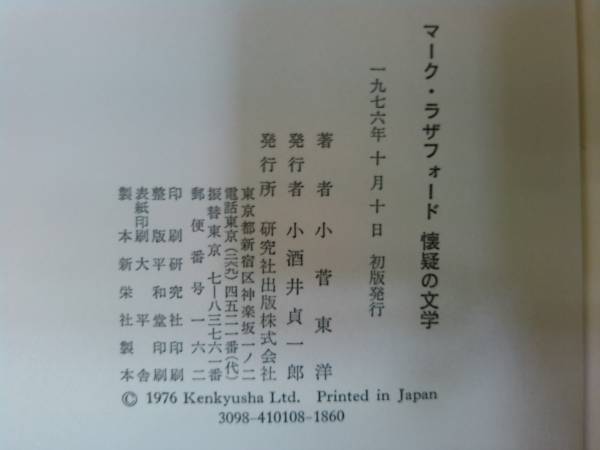 マーク・ラザフォード 懐疑の文学
一九七六年十月十日 初版発行
著者 小菅東洋
発行者 小酒井貞一郎
発行所 研究社出版株式会社
東京都新宿区神楽坂一ノ二
電話東京(二六九)四五二一番(代)
振替東京 七―八三七六一番
郵便番号一六二
印刷 研究社印刷
整版 平和堂印刷
表紙印刷 大平舎
製本 新栄社製本
© 1976 Kenkyusha Ltd. Printed in Japan
3098-410108-1860